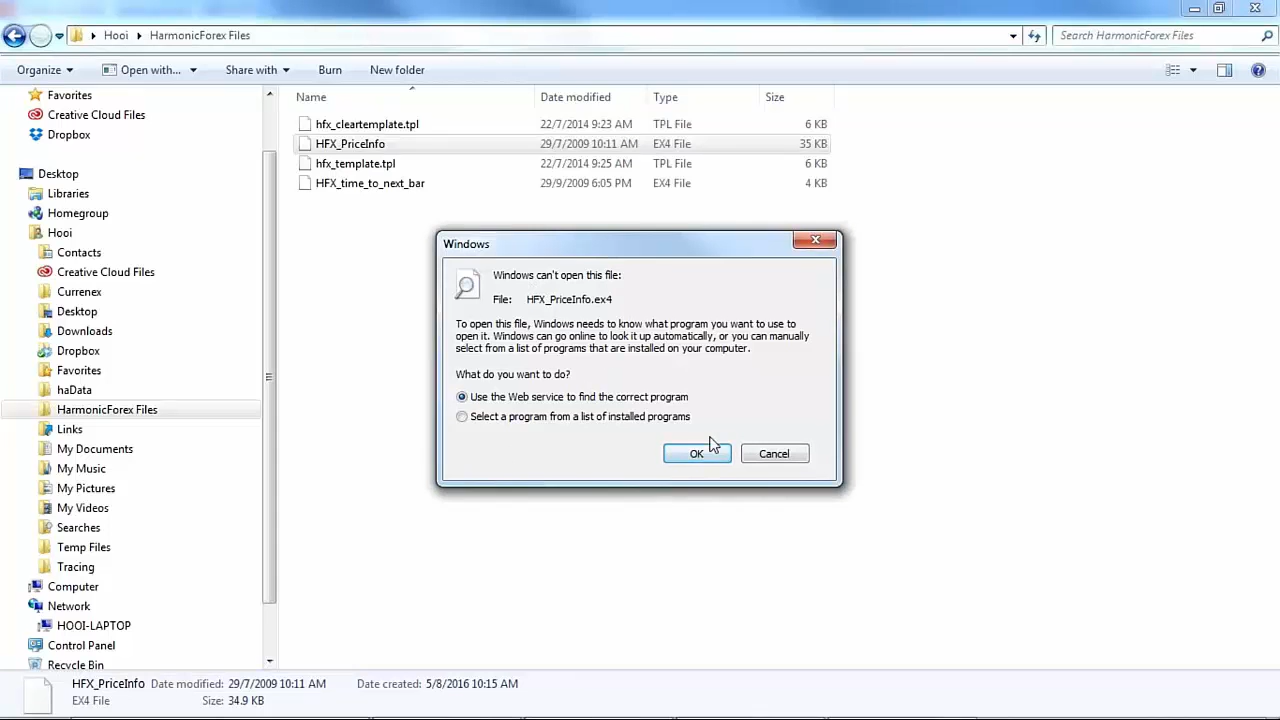 Hooi
HarmonicForex Files
Search HarmonicForex Files
Organize
Open with...
Share with
Burn
New folder
Favorites
Creative Cloud Files
Dropbox
Desktop
Libraries
Homegroup
Hooi
Contacts
Creative Cloud Files
Currenex
Desktop
Downloads
Dropbox
Favorites
haData
HarmonicForex Files
Links
My Documents
My Music
My Pictures
My Videos
Searches
Temp Files
Tracing
Computer
Network
HOOI-LAPTOP
Control Panel
Recycle Bin
Name Date modified Type Size
hfx_cleartemplate.tpl 22/7/2014 9:23 AM TPL File 6 KB
HFX_PriceInfo 29/7/2009 10:11 AM EX4 File 35 KB
hfx_template.tpl 22/7/2014 9:25 AM TPL File 6 KB
HFX_time_to_next_bar 29/9/2009 6:05 PM EX4 File 4 KB
Windows
Windows can't open this file:
File: HFX_PriceInfo.ex4
To open this file, Windows needs to know what program you want to use to
open it. Windows can go online to look it up automatically, or you can manually
select from a list of programs that are installed on your computer.
What do you want to do?
Use the Web service to find the correct program
Select a program from a list of installed programs
OK
Cancel
HFX_PriceInfo Date modified: 29/7/2009 10:11 AM Date created: 5/8/2016 10:15 AM
EX4 File Size: 34.9 KB